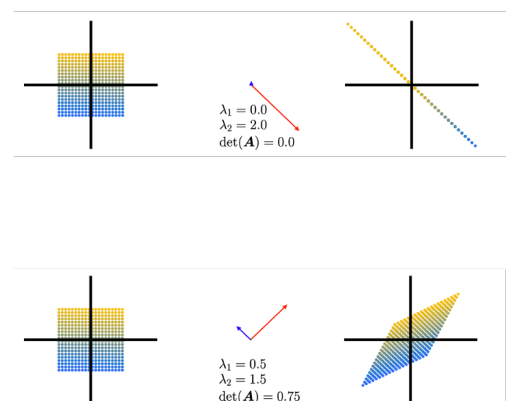 λ₁ = 0.0
λ₂ = 2.0
det(A) = 0.0
λ₁ = 0.5
λ₂ = 1.5
det(A) = 0.75